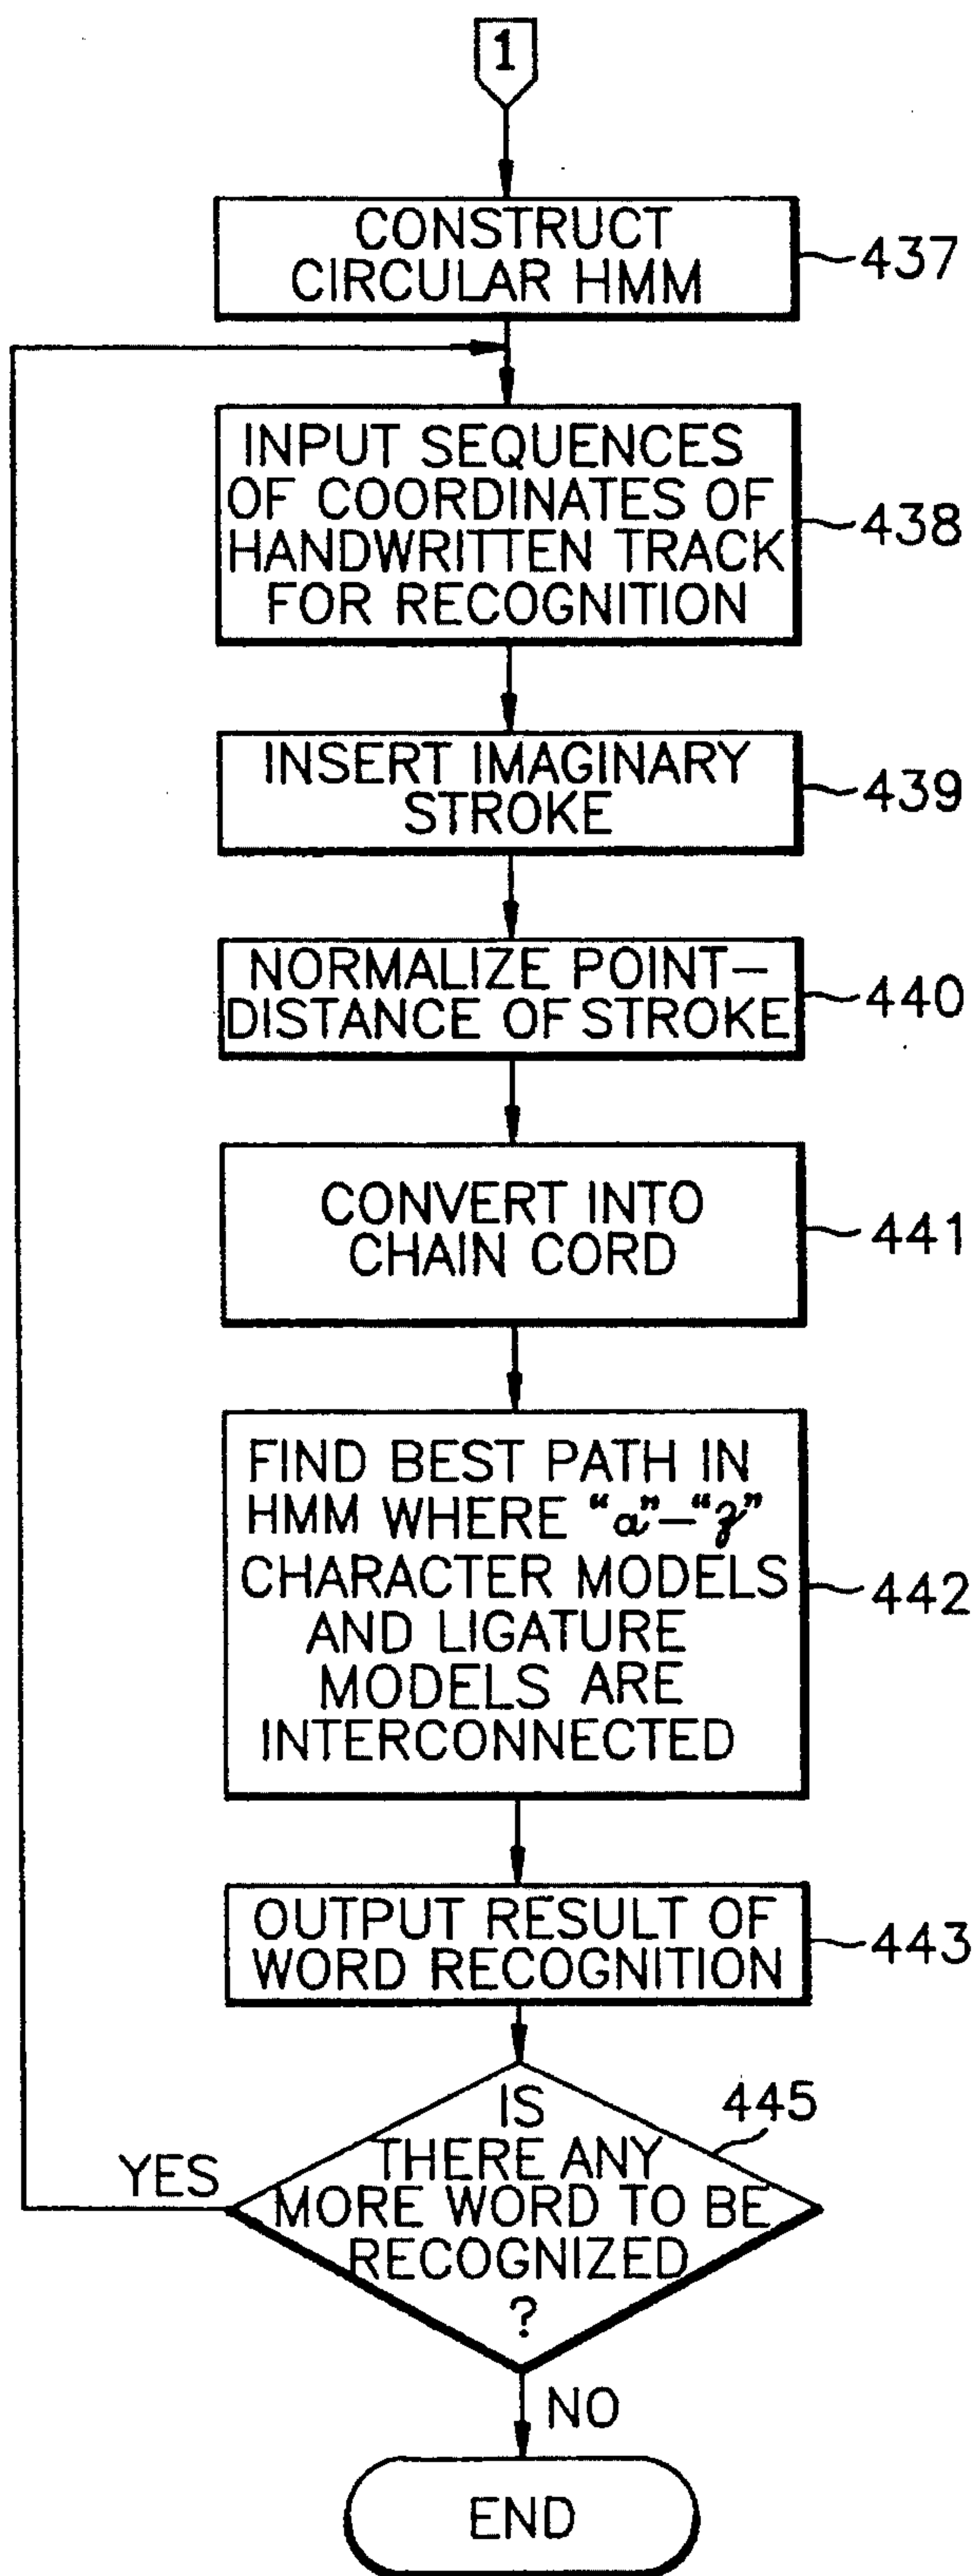 1
CONSTRUCT
CIRCULAR HMM
437
INPUT SEQUENCES
OF COORDINATES OF
HANDWRITTEN TRACK
FOR RECOGNITION
438
INSERT IMAGINARY
STROKE
439
NORMALIZE POINT—
DISTANCE OF STROKE
440
CONVERT INTO
CHAIN CORD
441
FIND BEST PATH IN
HMM WHERE “a”—“z”
CHARACTER MODELS
AND LIGATURE
MODELS ARE
INTERCONNECTED
442
OUTPUT RESULT OF
WORD RECOGNITION
443
IS
THERE ANY
MORE WORD TO BE
RECOGNIZED
?
445
YES
NO
END